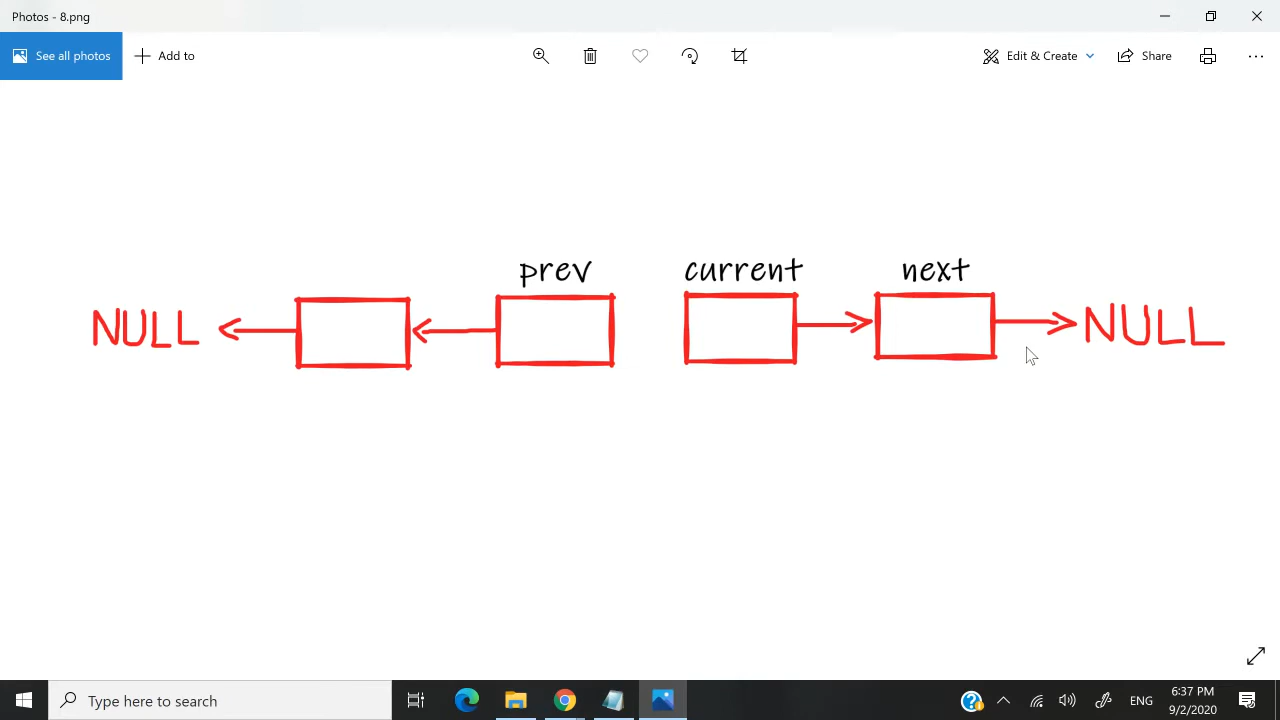 Photos - 8.png
See all photos
Add to
Edit & Create
Share
prev current next
NULL NULL
Type here to search
ENG
6:37 PM
9/2/2020